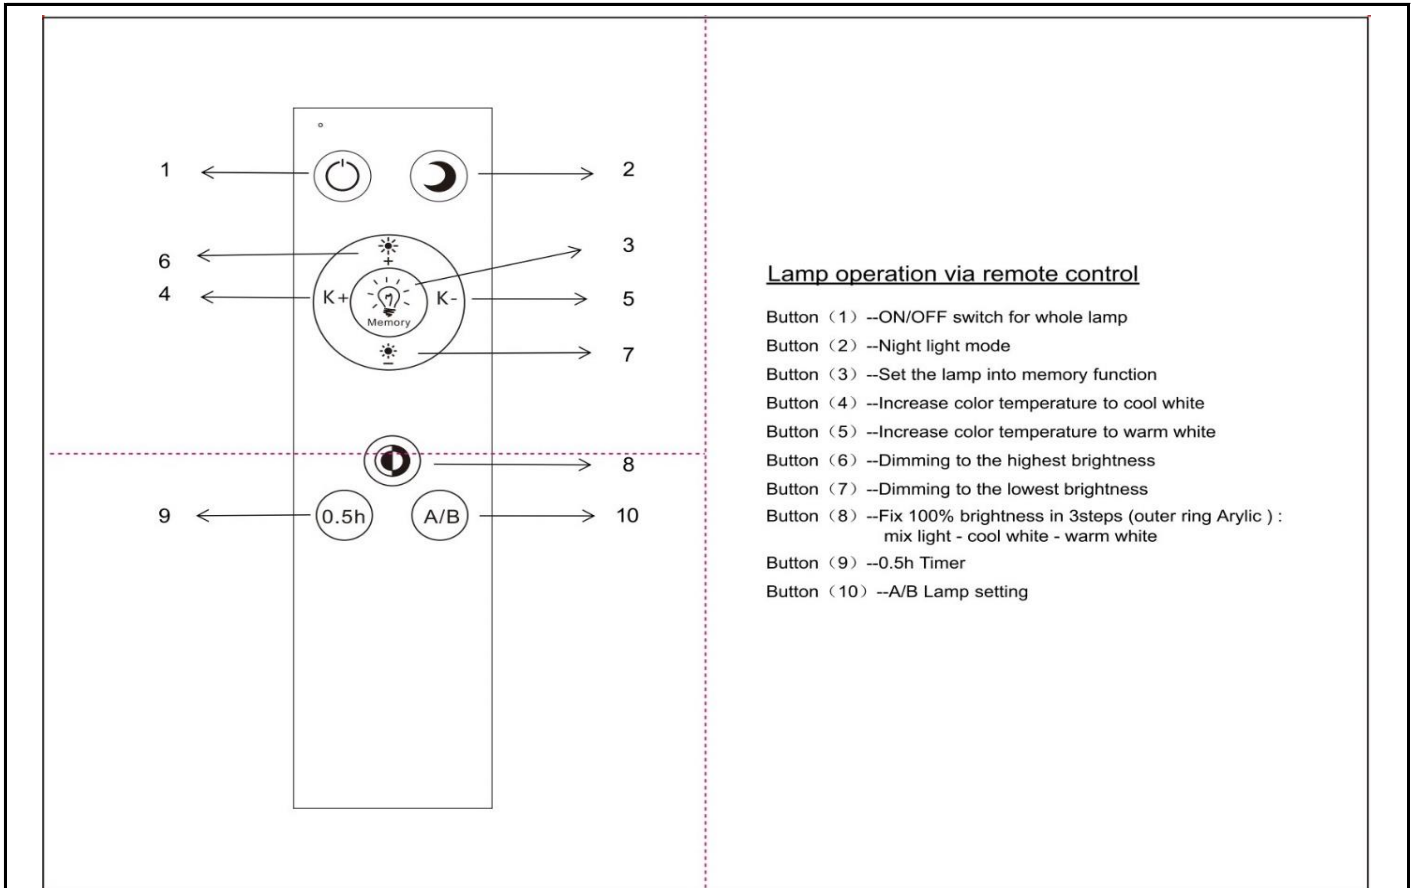 1
2
6
3
4
K+
K-
5
+
Memory
−
7
8
9
0.5h
A/B
10
Lamp operation via remote control
Button（1）--ON/OFF switch for whole lamp
Button（2）--Night light mode
Button（3）--Set the lamp into memory function
Button（4）--Increase color temperature to cool white
Button（5）--Increase color temperature to warm white
Button（6）--Dimming to the highest brightness
Button（7）--Dimming to the lowest brightness
Button（8）--Fix 100% brightness in 3steps (outer ring Arylic ) :
mix light - cool white - warm white
Button（9）--0.5h Timer
Button（10）--A/B Lamp setting